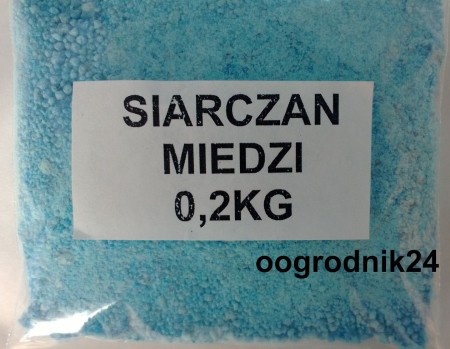 SIARCZAN
MIEDZI
0,2KG
oogrodnik24